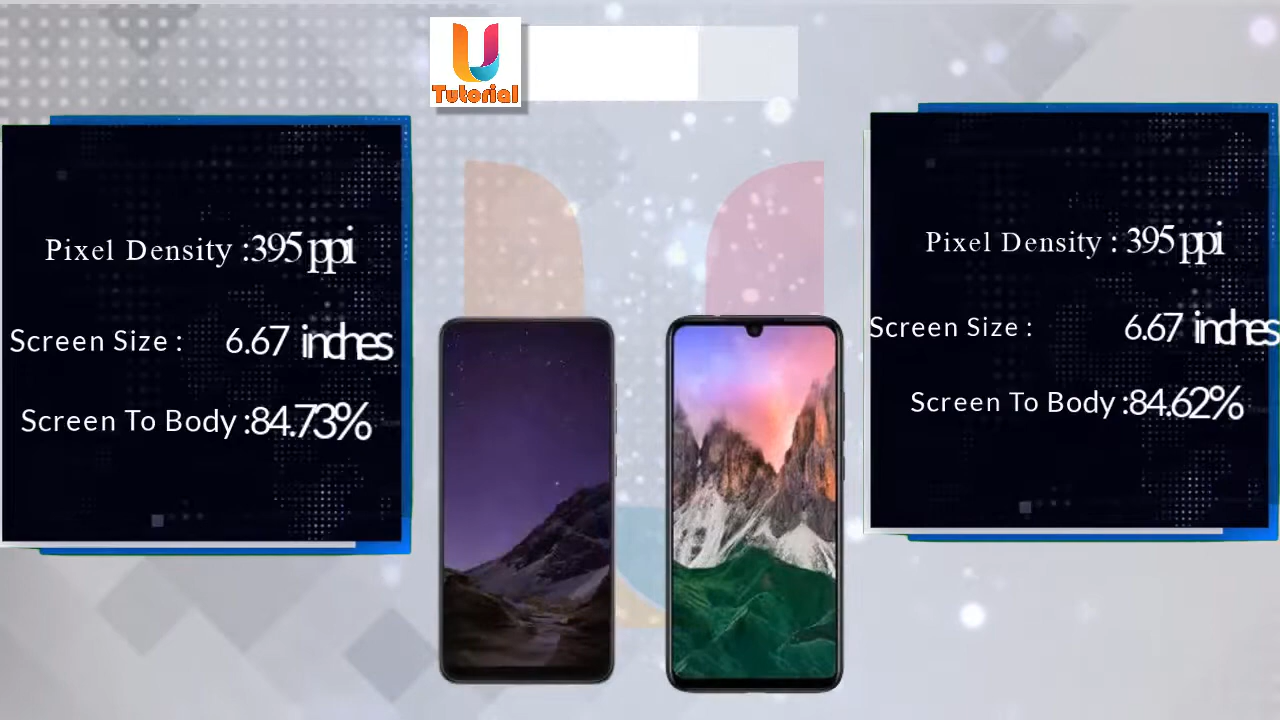 Tutorial
Pixel Density :395 ppi
Screen Size : 6.67 inches
Screen To Body :84.73%
Pixel Density : 395 ppi
Screen Size : 6.67 inches
Screen To Body :84.62%